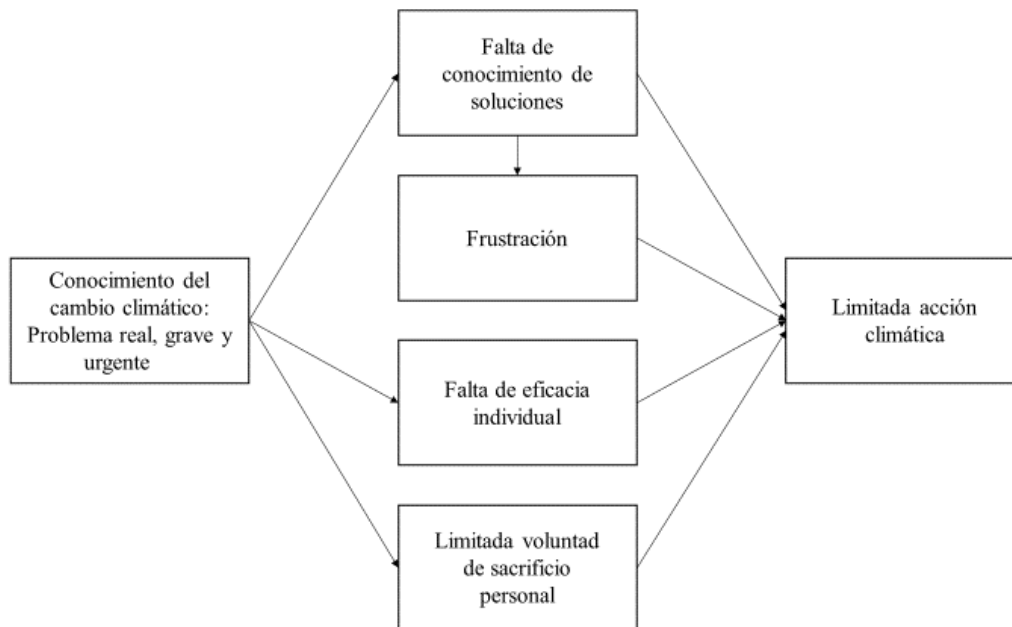 Falta de
conocimiento de
soluciones
Frustración
Conocimiento del
cambio climático:
Problema real, grave y
urgente
Limitada acción
climática
Falta de eficacia
individual
Limitada voluntad
de sacrificio
personal